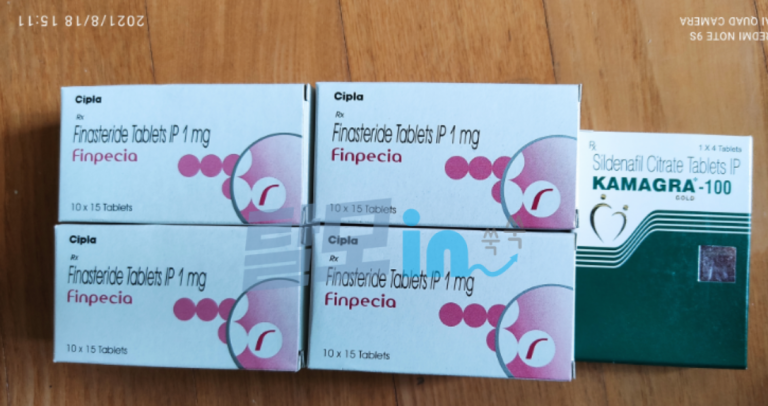 2021/8/18 15:11
REDMI NOTE 9S
AI QUAD CAMERA
Cipla
Rx
Finasteride Tablets IP 1 mg
Finpecia
10 x 15 Tablets
Cipla
Rx
Finasteride Tablets IP 1 mg
Finpecia
10 x 15 Tablets
Rx
1 X 4 Tablets
Sildenafil Citrate Tablets IP
KAMAGRA®-100
GOLD
in
쭉구
Cipla
Rx
Finasteride Tablets IP 1 mg
Finpecia
10 x 15 Tablets
Cipla
Rx
Finasteride Tablets IP 1 mg
Finpecia
10 x 15 Tablets